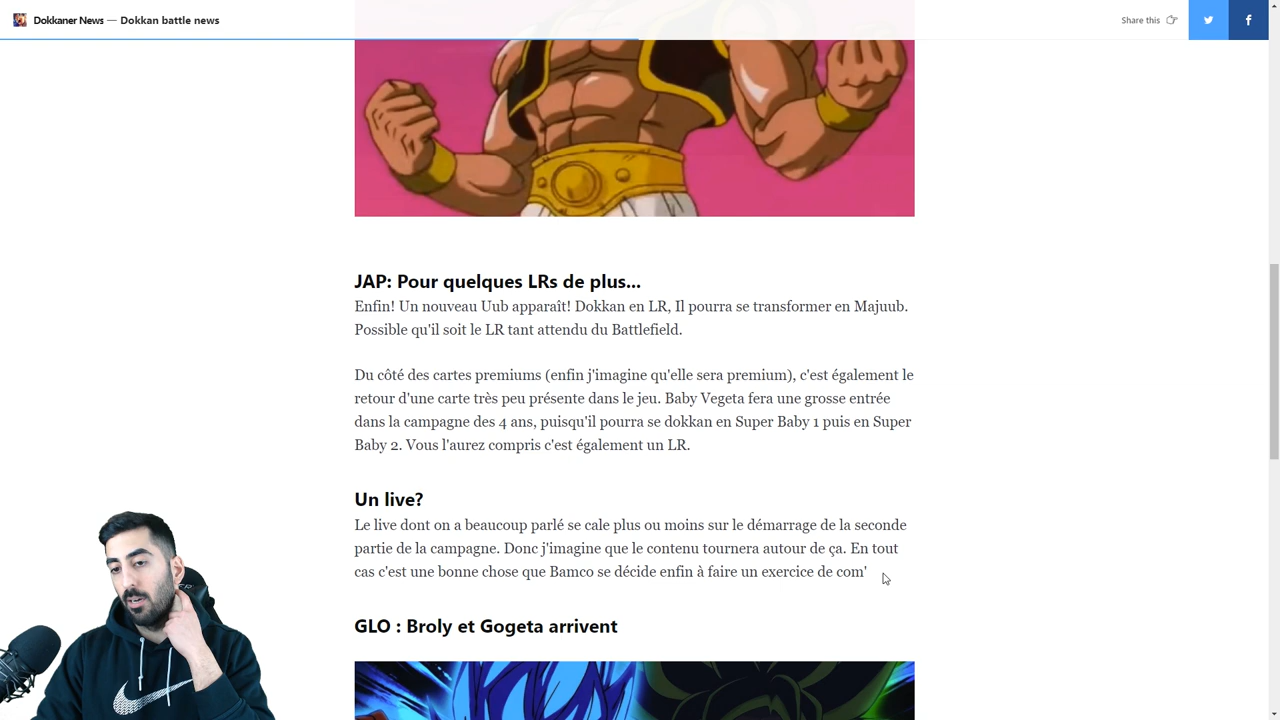 Dokkaner News — Dokkan battle news
Share this
JAP: Pour quelques LRs de plus...
Enfin! Un nouveau Uub apparaît! Dokkan en LR, Il pourra se transformer en Majuub.
Possible qu'il soit le LR tant attendu du Battlefield.
Du côté des cartes premiums (enfin j'imagine qu'elle sera premium), c'est également le
retour d'une carte très peu présente dans le jeu. Baby Vegeta fera une grosse entrée
dans la campagne des 4 ans, puisqu'il pourra se dokkan en Super Baby 1 puis en Super
Baby 2. Vous l'aurez compris c'est également un LR.
Un live?
Le live dont on a beaucoup parlé se cale plus ou moins sur le démarrage de la seconde
partie de la campagne. Donc j'imagine que le contenu tournera autour de ça. En tout
cas c'est une bonne chose que Bamco se décide enfin à faire un exercice de com'
GLO : Broly et Gogeta arrivent